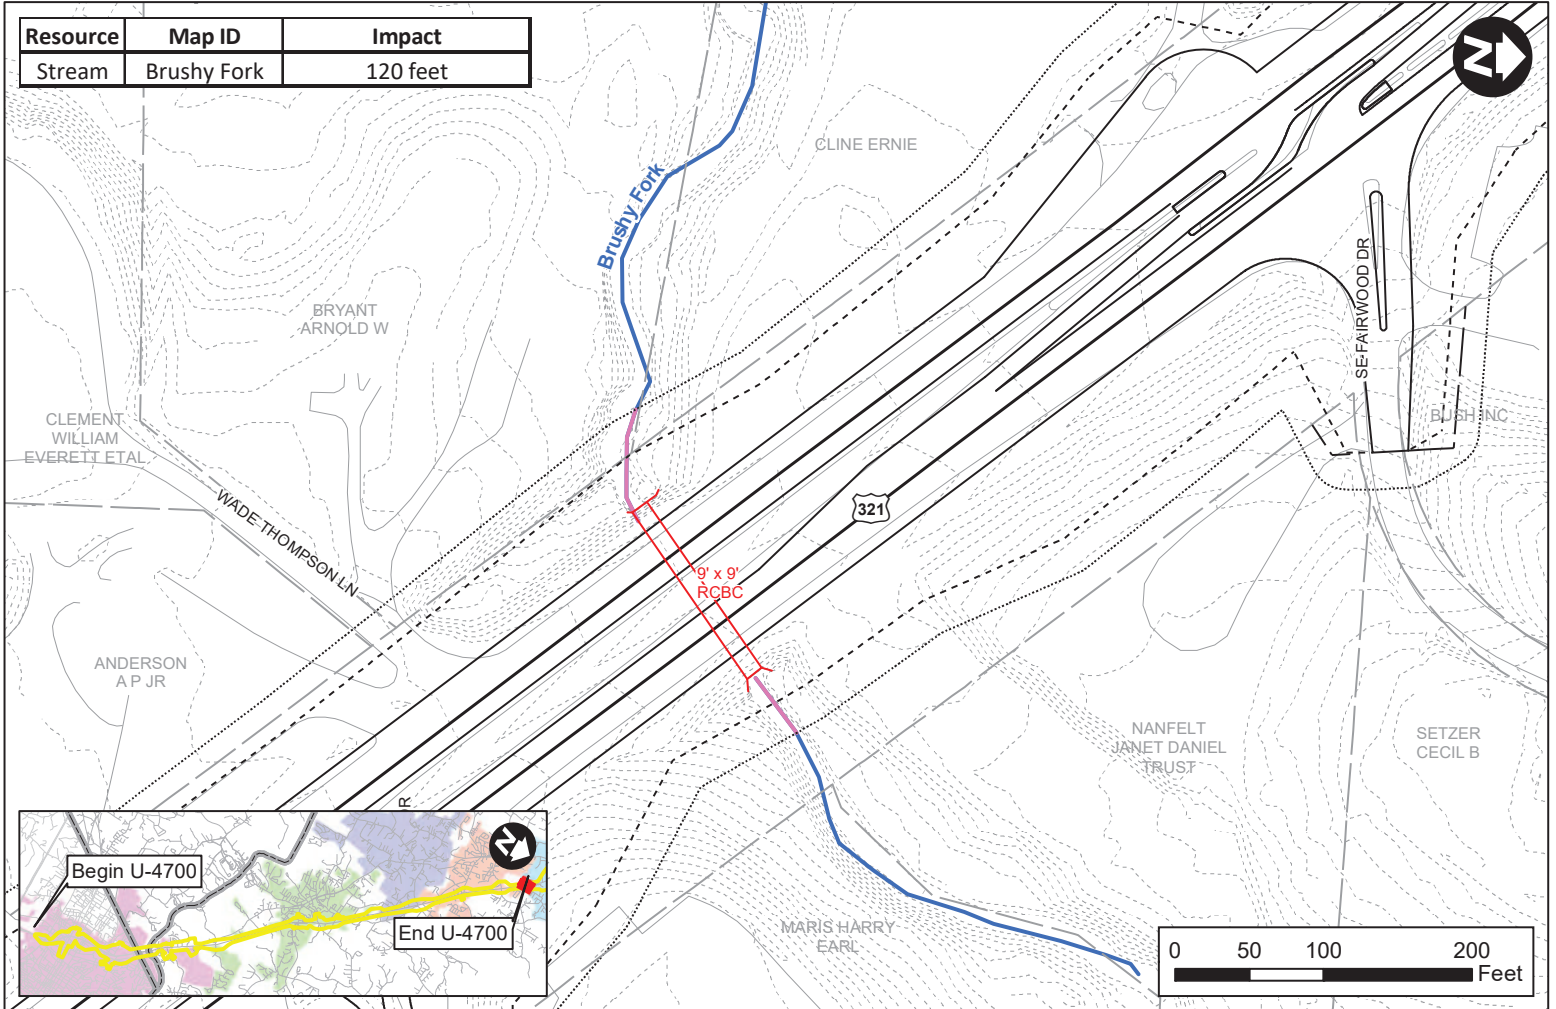 Resource Map ID Impact
Stream Brushy Fork 120 feet
N
CLINE ERNIE
Brushy Fork
BRYANT
ARNOLD W
SE FAIRWOOD DR
CLEMENT
WILLIAM
EVERETT ETAL
BUSH INC
WADE THOMPSON LN
321
9' x 9'
RCBC
ANDERSON
A P JR
NANFELT
JANET DANIEL
TRUST
SETZER
CECIL B
DR
N
Begin U-4700
End U-4700
MARIS HARRY
EARL
0 50 100 200
Feet